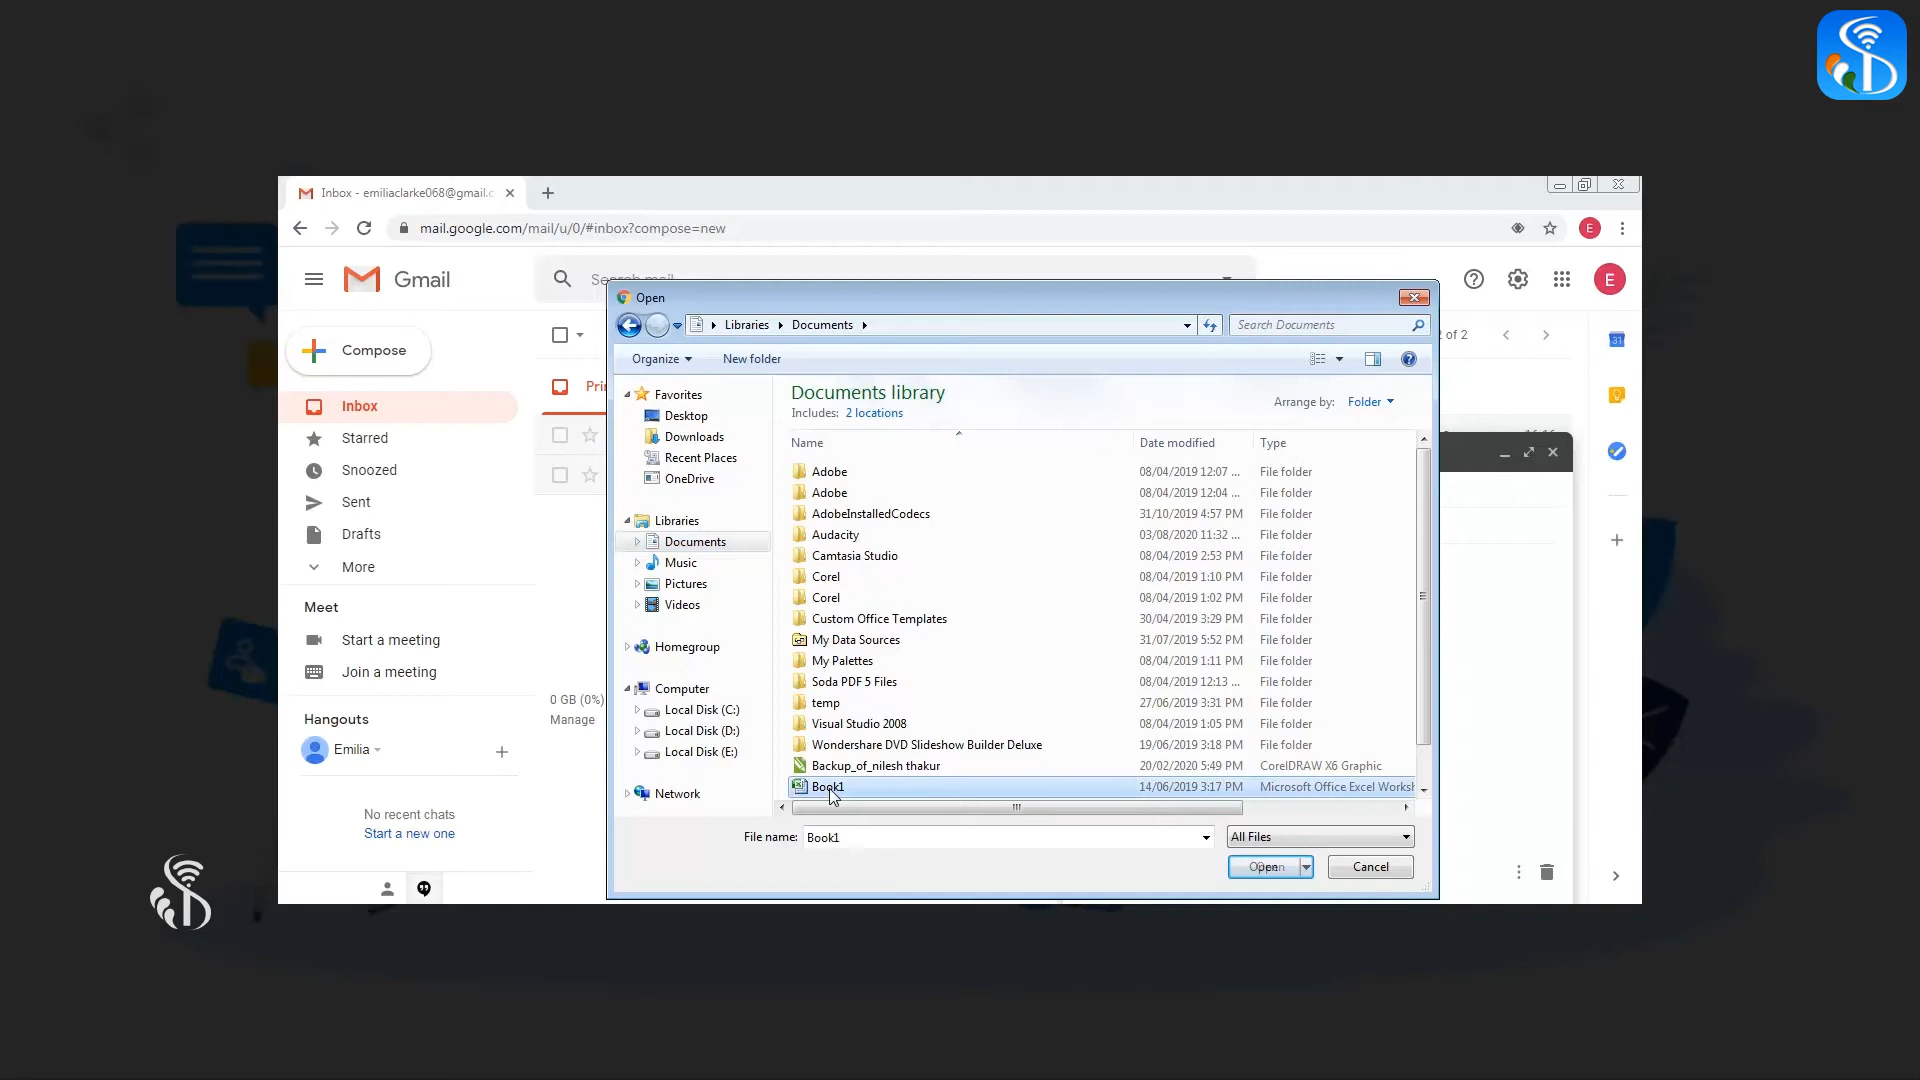 Inbox - emiliaclarke068@gmail.c
mail.google.com/mail/u/0/#inbox?compose=new
E
Gmail
E
Open
Libraries
Documents
Search Documents
of 2
Compose
Organize
New folder
31
Documents library
Includes: 2 locations
Arrange by: Folder
Inbox
Starred
Snoozed
Sent
Drafts
More
Meet
Start a meeting
Join a meeting
Hangouts
Emilia
No recent chats
Start a new one
0 GB (0%)
Manage
Favorites
Desktop
Downloads
Recent Places
OneDrive
Libraries
Documents
Music
Pictures
Videos
Homegroup
Computer
Local Disk (C:)
Local Disk (D:)
Local Disk (E:)
Network
Name Date modified Type
Adobe 08/04/2019 12:07 ... File folder
Adobe 08/04/2019 12:04 ... File folder
AdobeInstalledCodecs 31/10/2019 4:57 PM File folder
Audacity 03/08/2020 11:32 ... File folder
Camtasia Studio 08/04/2019 2:53 PM File folder
Corel 08/04/2019 1:10 PM File folder
Corel 08/04/2019 1:02 PM File folder
Custom Office Templates 30/04/2019 3:29 PM File folder
My Data Sources 31/07/2019 5:52 PM File folder
My Palettes 08/04/2019 1:11 PM File folder
Soda PDF 5 Files 08/04/2019 12:13 ... File folder
temp 27/06/2019 3:31 PM File folder
Visual Studio 2008 08/04/2019 1:05 PM File folder
Wondershare DVD Slideshow Builder Deluxe 19/06/2019 3:18 PM File folder
Backup_of_nilesh thakur 20/02/2020 5:49 PM CorelDRAW X6 Graphic
Book1 14/06/2019 3:17 PM Microsoft Office Excel Worksh
File name: Book1
All Files
Open
Cancel